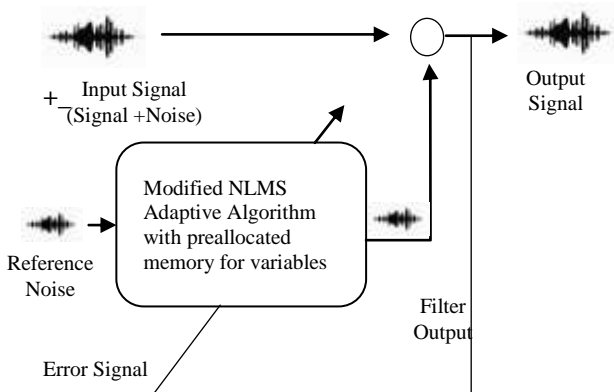 +_ Input Signal
(Signal +Noise)
Output
Signal
Modified NLMS
Adaptive Algorithm
with preallocated
memory for variables
Reference
Noise
Filter
Output
Error Signal